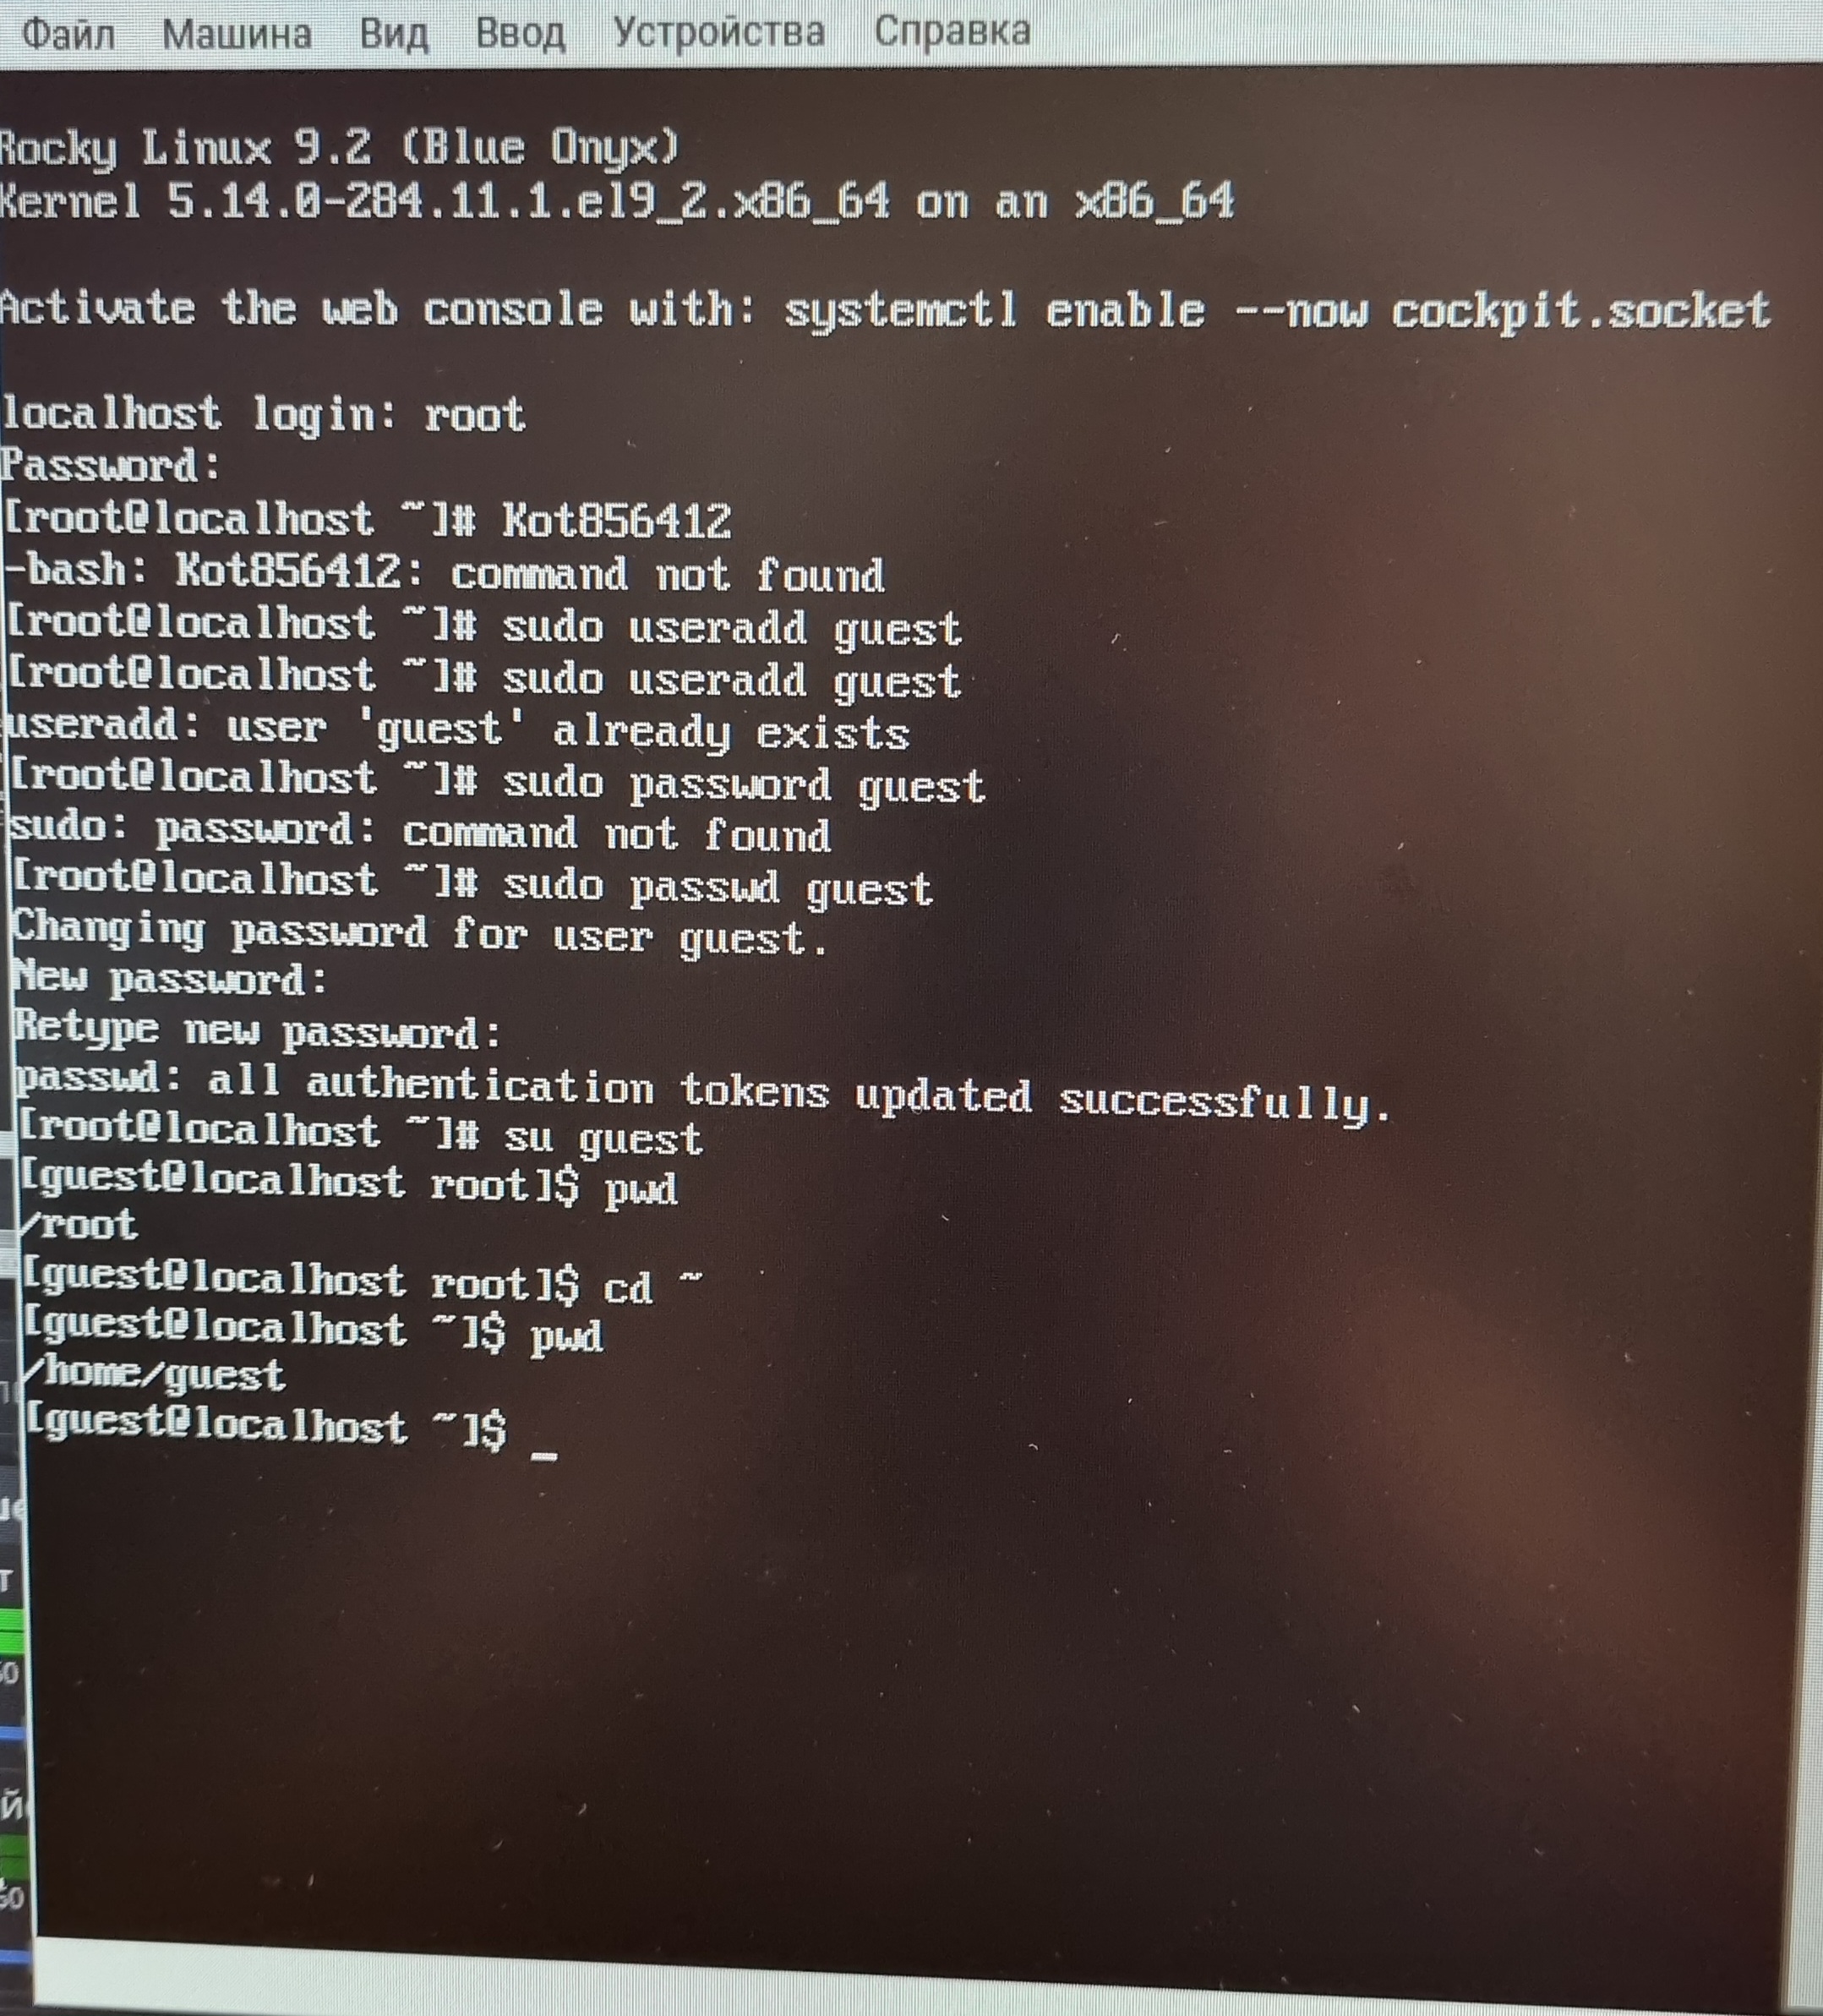 Файл Машина Вид Ввод Устройства Справка
Rocky Linux 9.2 (Blue Onyx)
Kernel 5.14.0-284.11.1.el9_2.x86_64 on an x86_64
Activate the web console with: systemctl enable --now cockpit.socket
localhost login: root
Password:
[root@localhost ~]# Kot856412
-bash: Kot856412: command not found
[root@localhost ~]# sudo useradd guest
[root@localhost ~]# sudo useradd guest
useradd: user 'guest' already exists
[root@localhost ~]# sudo password guest
sudo: password: command not found
[root@localhost ~]# sudo passwd guest
Changing password for user guest.
New password:
Retype new password:
passwd: all authentication tokens updated successfully.
[root@localhost ~]# su guest
[guest@localhost root]$ pwd
/root
[guest@localhost root]$ cd ~
[guest@localhost ~]$ pwd
/home/guest
[guest@localhost ~]$ _